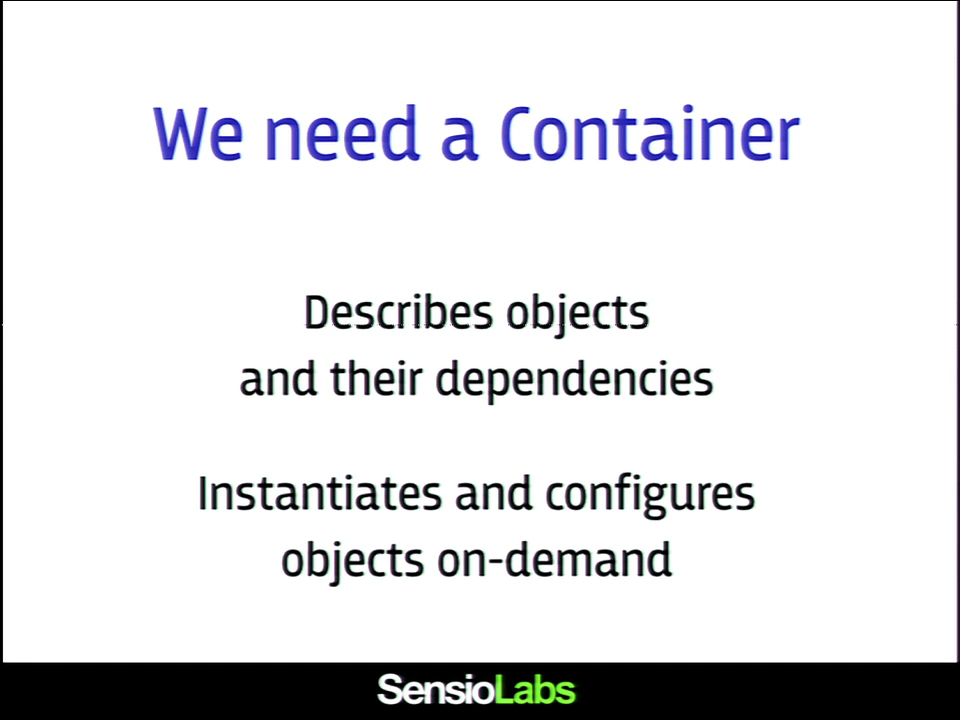 We need a Container
Describes objects
and their dependencies
Instantiates and configures
objects on-demand
SensioLabs